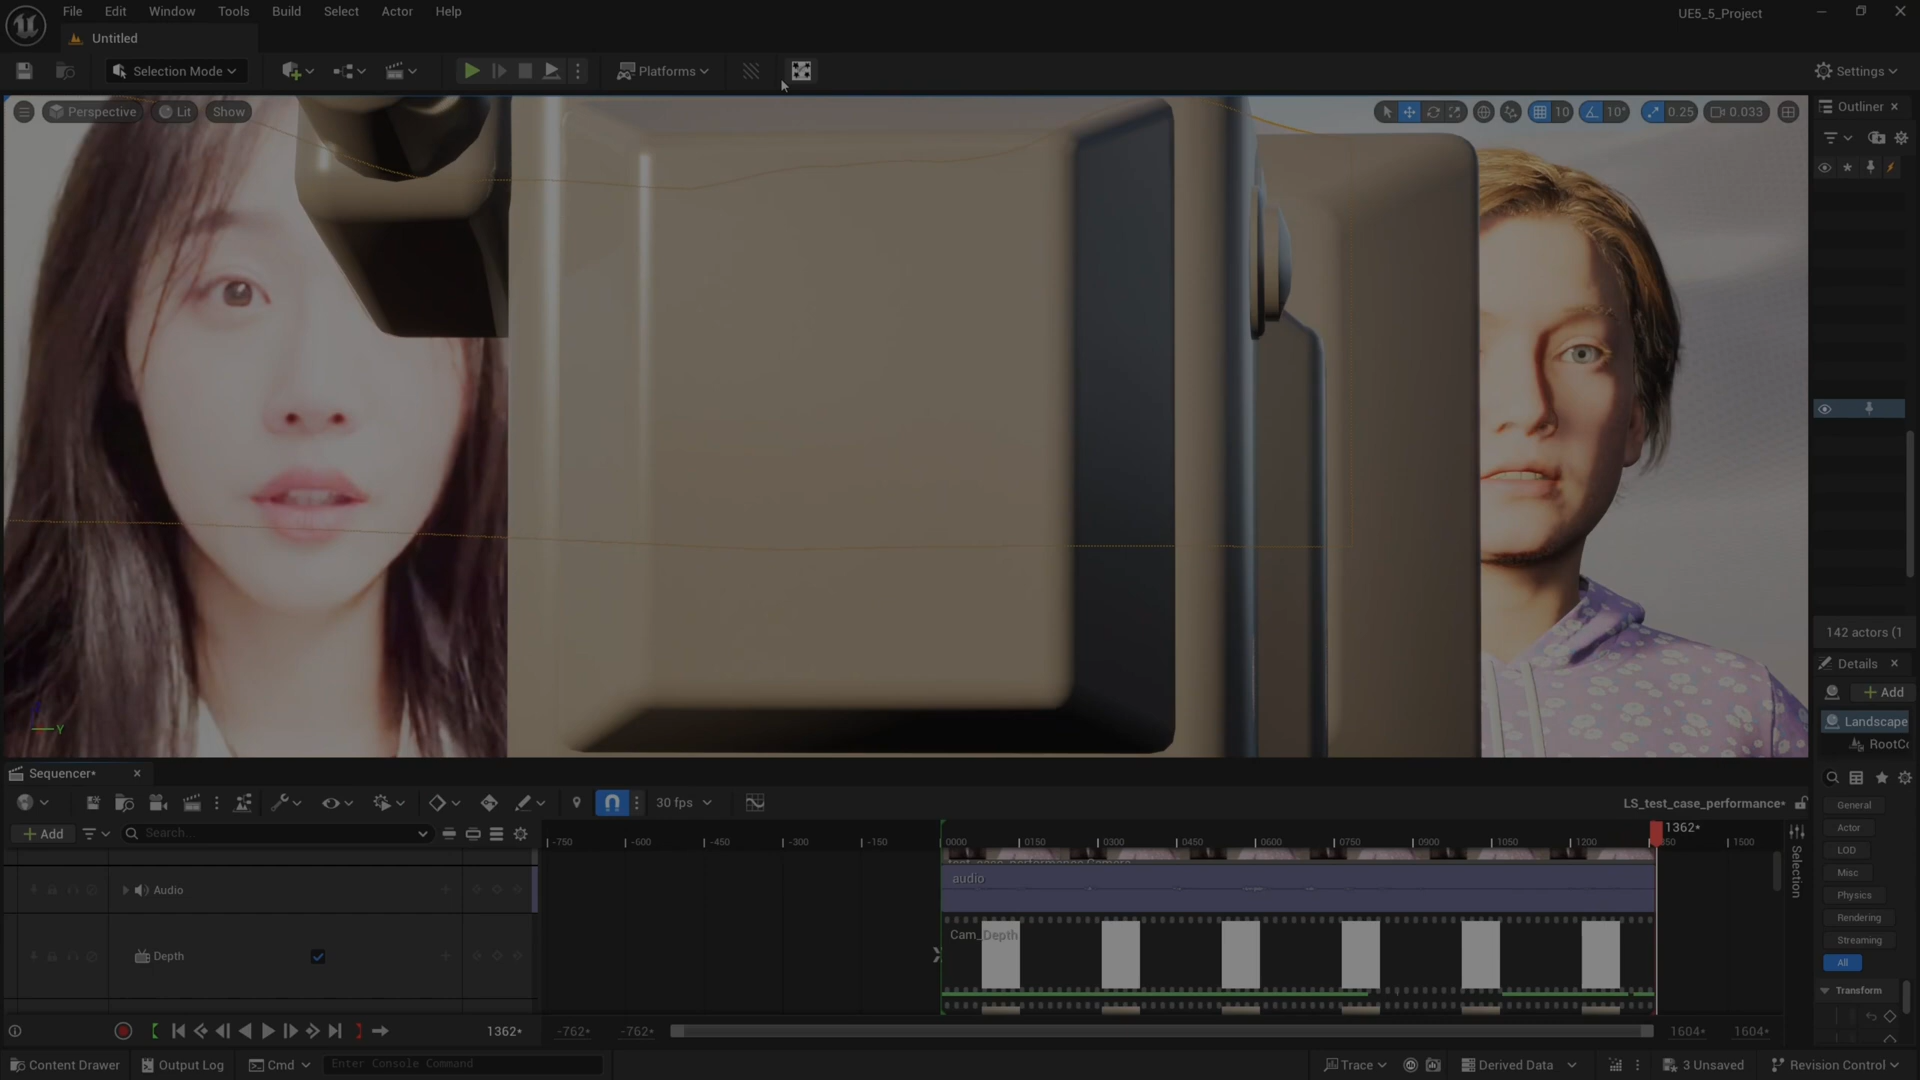 File Edit Window Tools Build Select Actor Help
UE5_5_Project
Untitled
Selection Mode
Platforms
Settings
Perspective Lit Show
10 10° 0.25 0.033
Outliner
142 actors (1
Details
Add
Landscape
RootCo
General
Actor
LOD
Misc
Physics
Rendering
Streaming
All
Transform
Y
Sequencer*
30 fps
LS_test_case_performance*
Add
Search...
-750 -600 -450 -300 -150 0000 0150 0300 0450 0600 0750 0900 1050 1200 1500
1362*
Audio
audio
Depth
Cam_Depth
Selection
1362* -762* -762* 1604* 1604*
Content Drawer Output Log Cmd Enter Console Command
Trace Derived Data 3 Unsaved Revision Control